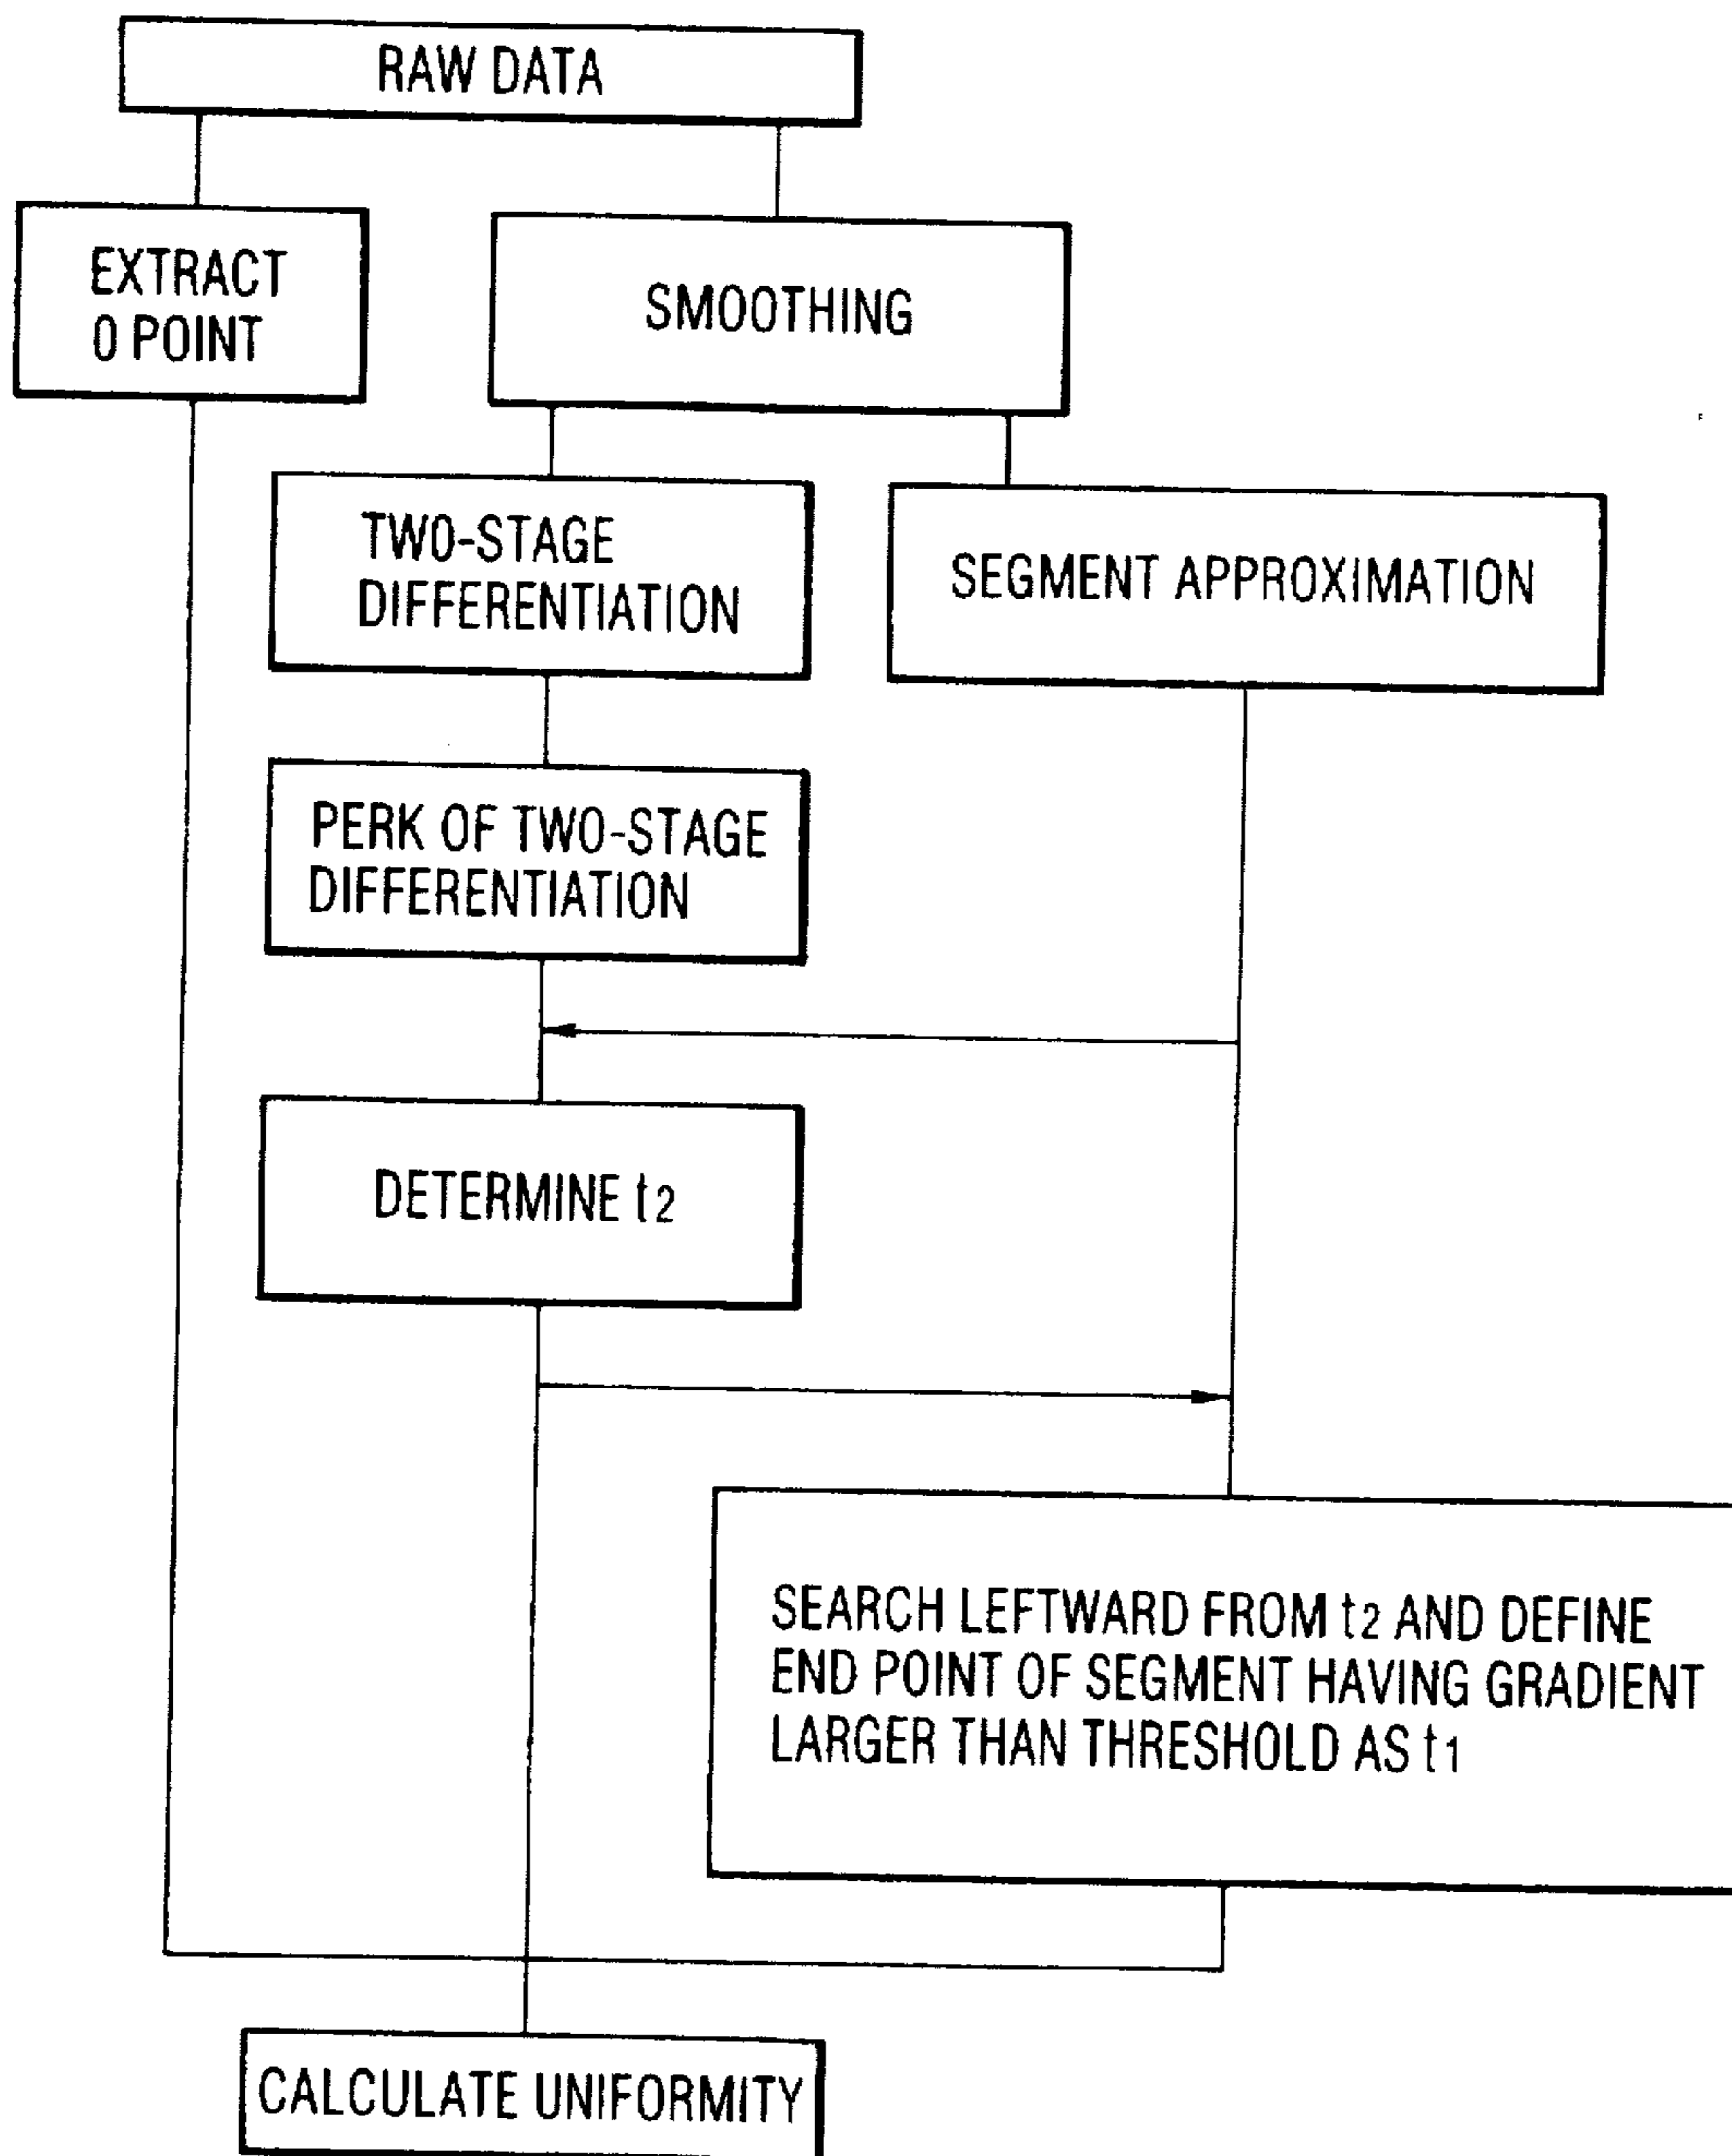 RAW DATA
EXTRACT
0 POINT
SMOOTHING
TWO-STAGE
DIFFERENTIATION
SEGMENT APPROXIMATION
PERK OF TWO-STAGE
DIFFERENTIATION
DETERMINE t2
SEARCH LEFTWARD FROM t2 AND DEFINE
END POINT OF SEGMENT HAVING GRADIENT
LARGER THAN THRESHOLD AS t1
CALCULATE UNIFORMITY